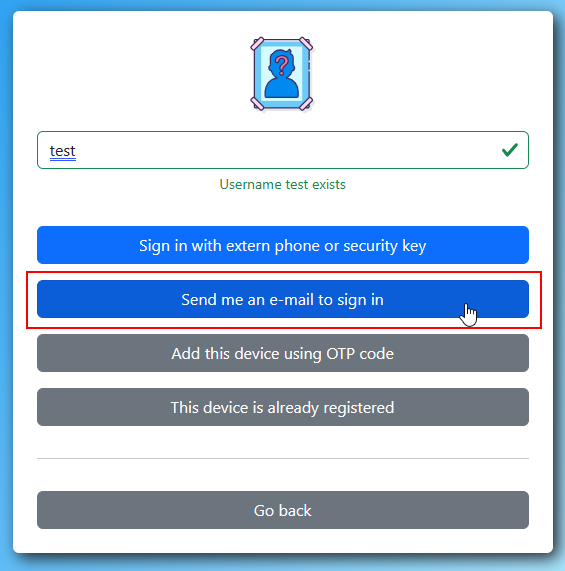 ?
test
Username test exists
Sign in with extern phone or security key
Send me an e-mail to sign in
Add this device using OTP code
This device is already registered
Go back